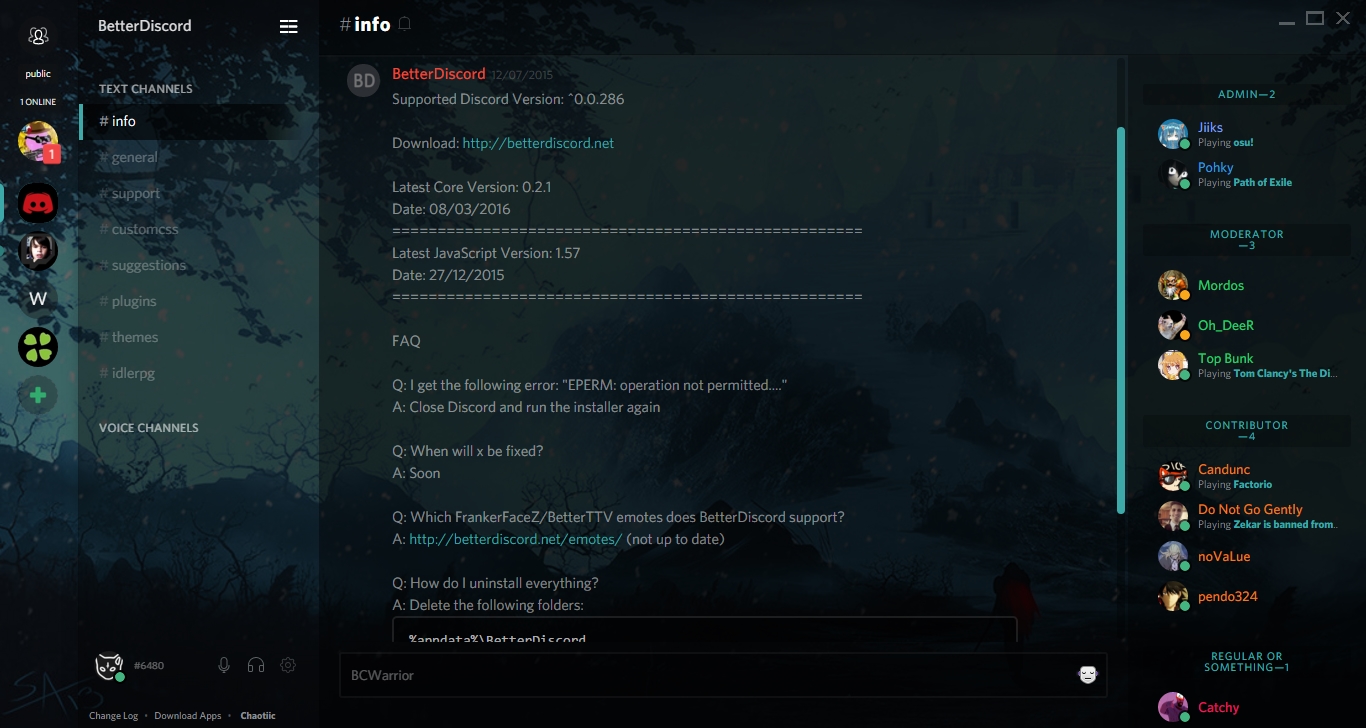 public
1 ONLINE
1
W
BetterDiscord
TEXT CHANNELS
# info
# general
# support
# customcss
# suggestions
# plugins
# themes
# idlerpg
VOICE CHANNELS
#6480
Change Log • Download Apps • Chaotiic
SA13
#info
BD
BetterDiscord 12/07/2015
Supported Discord Version: ^0.0.286
Download: http://betterdiscord.net
Latest Core Version: 0.2.1
Date: 08/03/2016
====================================================
Latest JavaScript Version: 1.57
Date: 27/12/2015
====================================================
FAQ
Q: I get the following error: "EPERM: operation not permitted...."
A: Close Discord and run the installer again
Q: When will x be fixed?
A: Soon
Q: Which FrankerFaceZ/BetterTTV emotes does BetterDiscord support?
A: http://betterdiscord.net/emotes/ (not up to date)
Q: How do I uninstall everything?
A: Delete the following folders:
%appdata%\BetterDiscord
BCWarrior
ADMIN—2
Jiiks
Playing osu!
Pohky
Playing Path of Exile
MODERATOR
—3
Mordos
Oh_DeeR
Top Bunk
Playing Tom Clancy's The Di...
CONTRIBUTOR
—4
Candunc
Playing Factorio
Do Not Go Gently
Playing Zekar is banned from...
noVaLue
pendo324
REGULAR OR
SOMETHING—1
Catchy